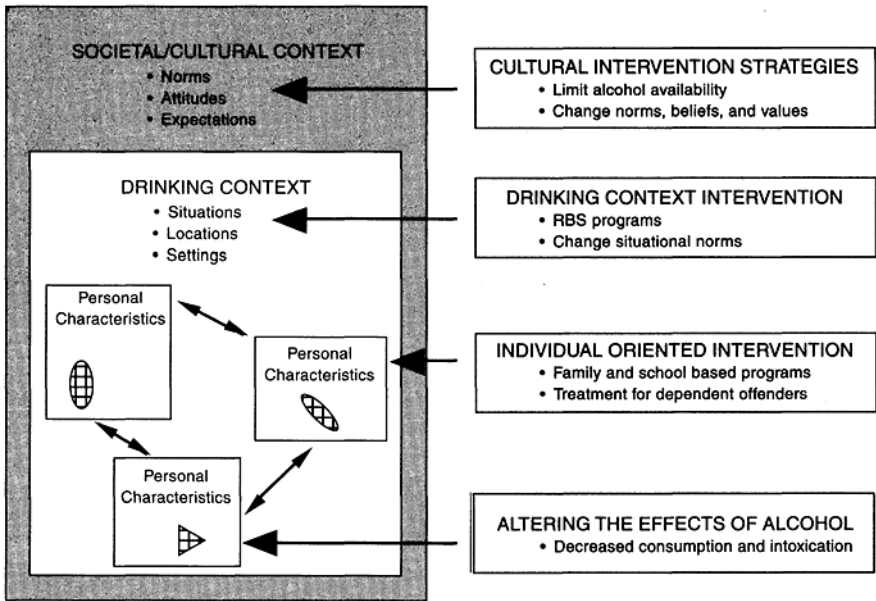 SOCIETAL/CULTURAL CONTEXT
• Norms
• Attitudes
• Expectations
DRINKING CONTEXT
• Situations
• Locations
• Settings
Personal
Characteristics
Personal
Characteristics
Personal
Characteristics
CULTURAL INTERVENTION STRATEGIES
• Limit alcohol availability
• Change norms, beliefs, and values
DRINKING CONTEXT INTERVENTION
• RBS programs
• Change situational norms
INDIVIDUAL ORIENTED INTERVENTION
• Family and school based programs
• Treatment for dependent offenders
ALTERING THE EFFECTS OF ALCOHOL
• Decreased consumption and intoxication